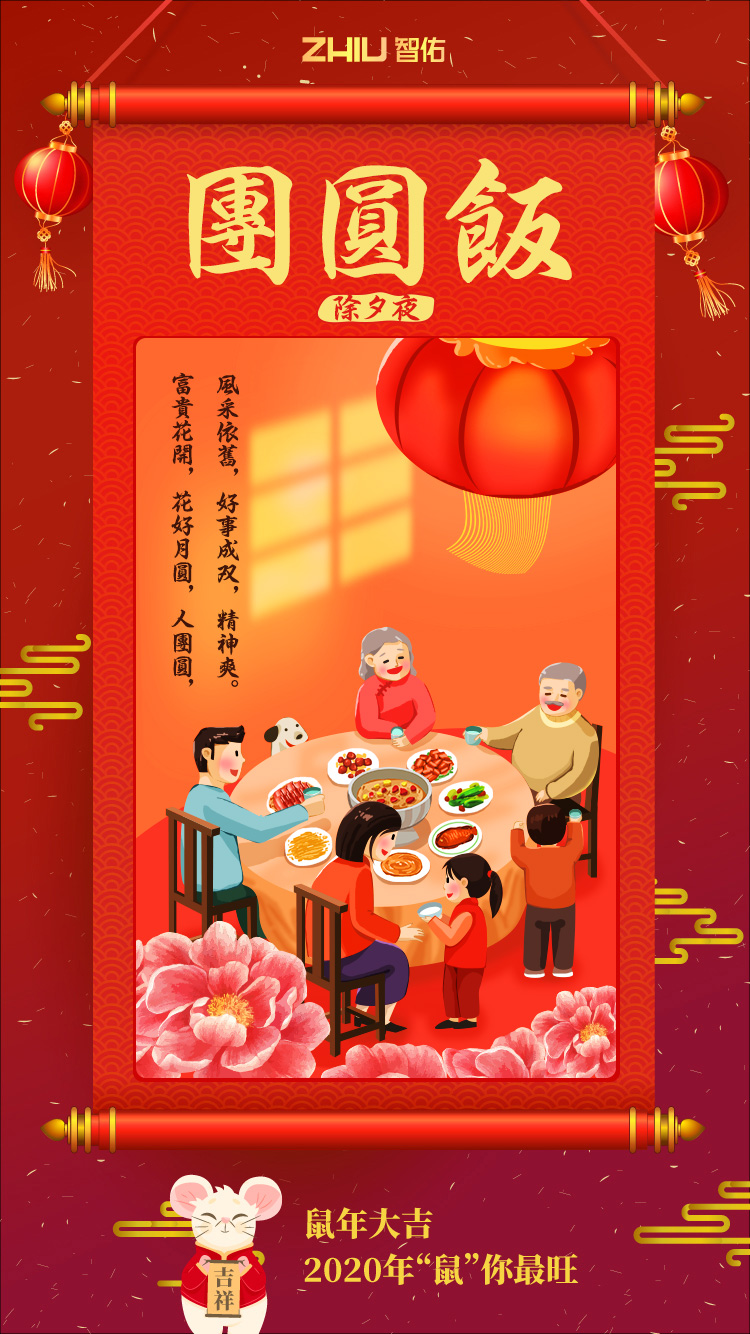 ZHIU 智佑
團圓飯
除夕夜
風采依舊，好事成双，精神爽。
富貴花開，花好月圓，人團圓，
鼠年大吉
2020年“鼠”你最旺
吉祥